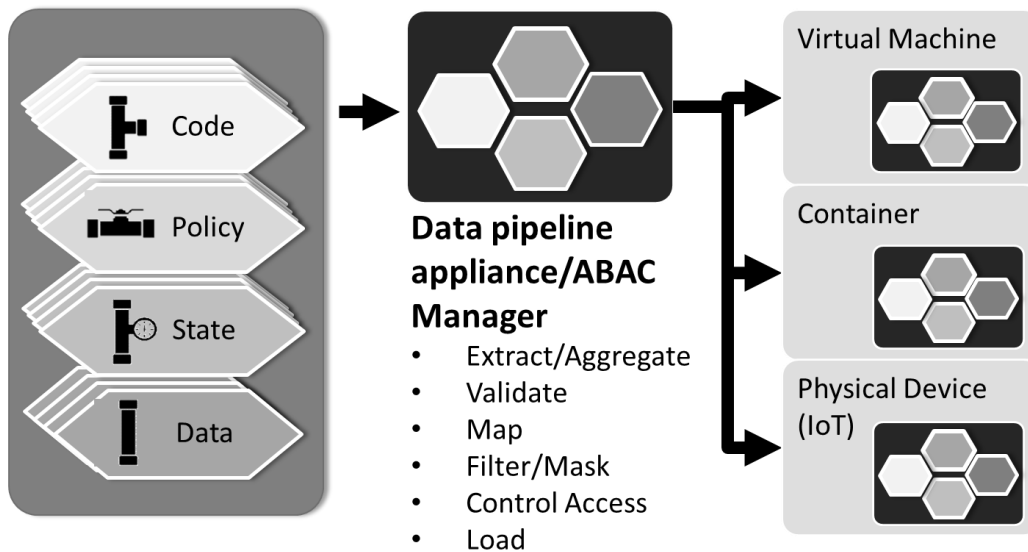 Code
Policy
State
Data
Data pipeline
appliance/ABAC
Manager
• Extract/Aggregate
• Validate
• Map
• Filter/Mask
• Control Access
• Load
Virtual Machine
Container
Physical Device
(IoT)